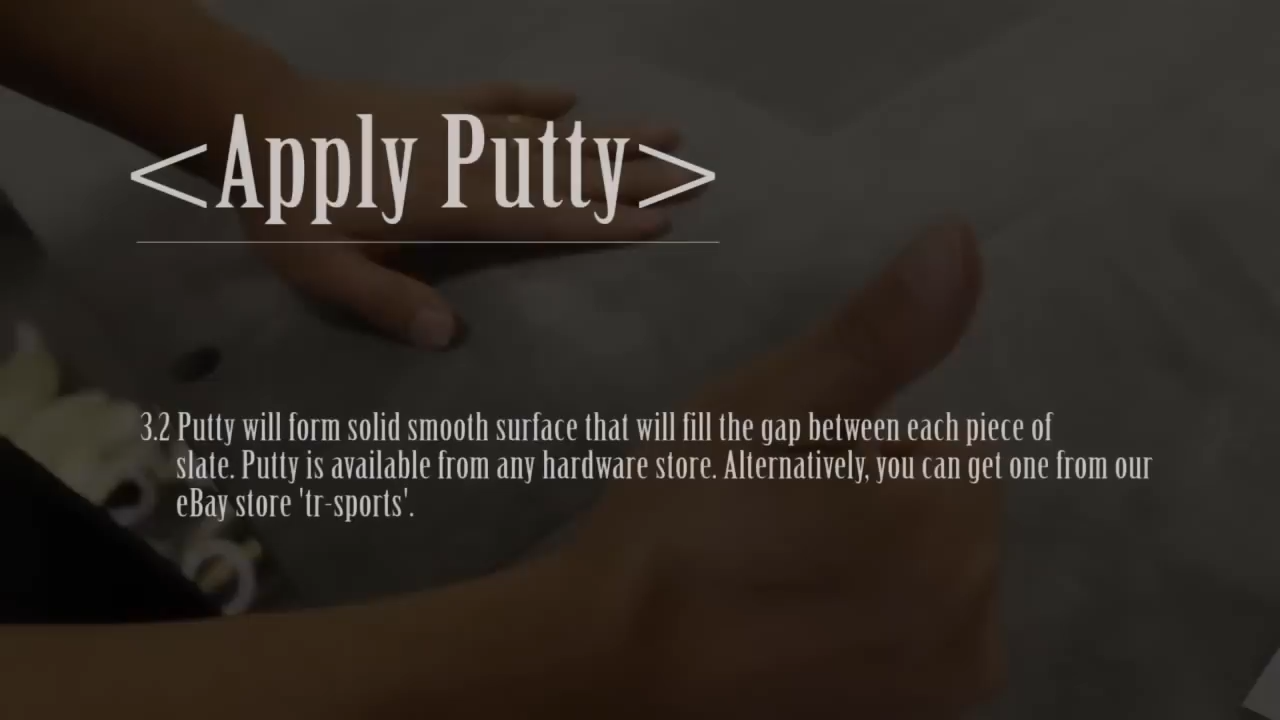 <Apply Putty>
3.2 Putty will form solid smooth surface that will fill the gap between each piece of
slate. Putty is available from any hardware store. Alternatively, you can get one from our
eBay store 'tr-sports'.